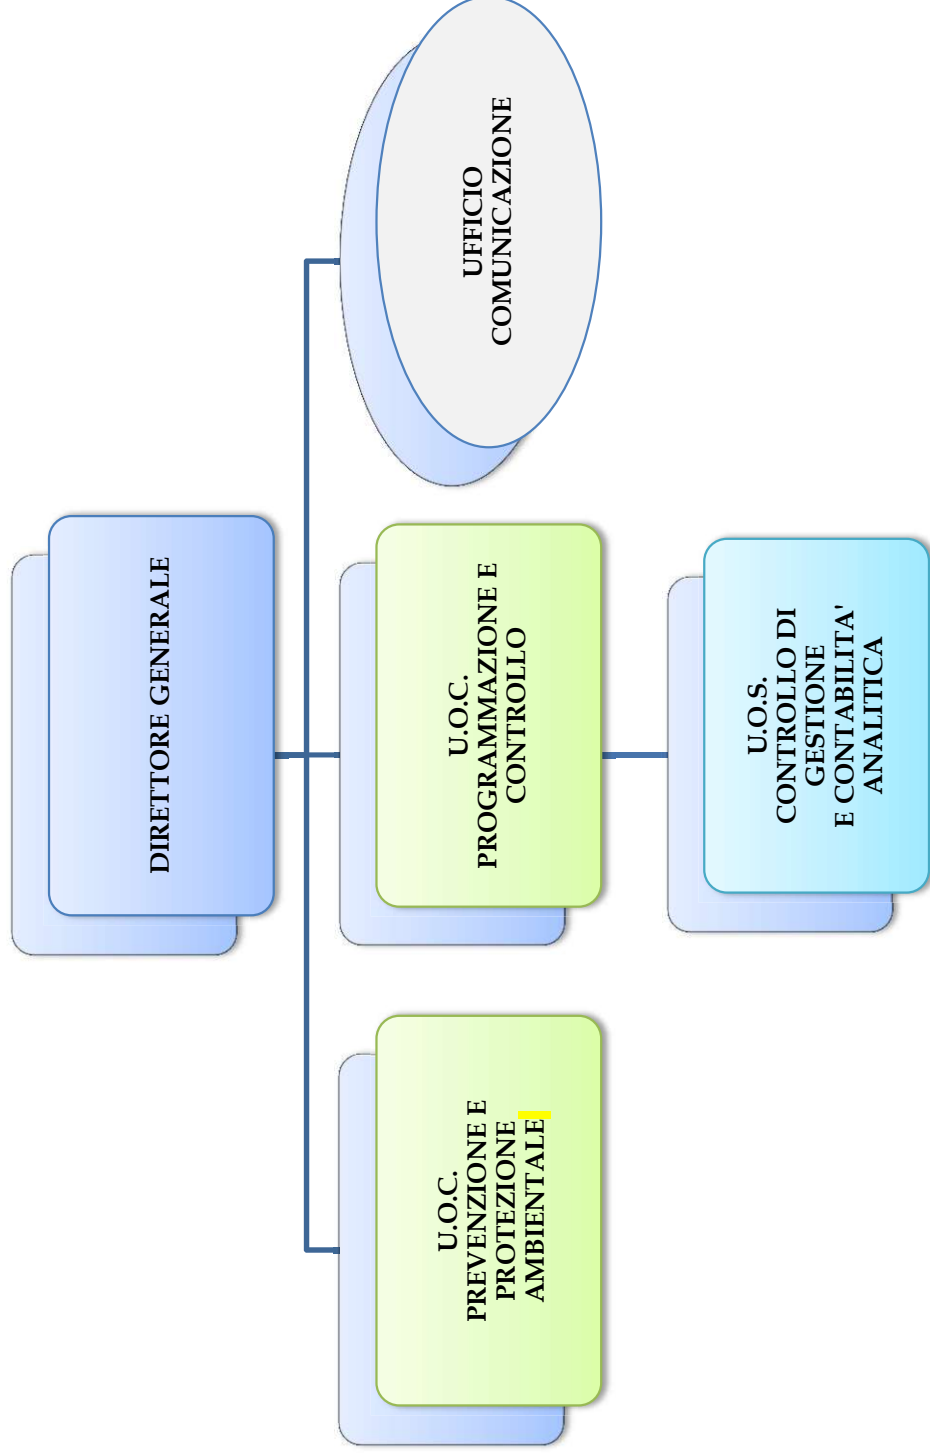 DIRETTORE GENERALE
U.O.C.
PREVENZIONE E
PROTEZIONE
AMBIENTALE
U.O.C.
PROGRAMMAZIONE E
CONTROLLO
UFFICIO
COMUNICAZIONE
U.O.S.
CONTROLLO DI
GESTIONE
E CONTABILITA'
ANALITICA